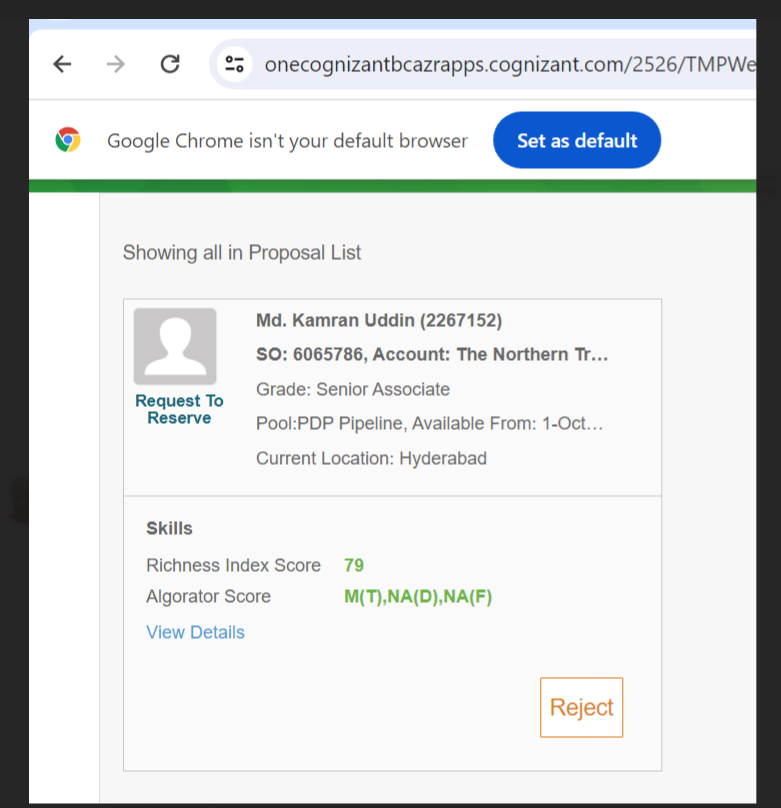 onecognizantbcazrapps.cognizant.com/2526/TMPWe
Google Chrome isn't your default browser
Set as default
Showing all in Proposal List
Md. Kamran Uddin (2267152)
SO: 6065786, Account: The Northern Tr...
Grade: Senior Associate
Pool:PDP Pipeline, Available From: 1-Oct...
Current Location: Hyderabad
Request To
Reserve
Skills
Richness Index Score 79
Algorator Score M(T),NA(D),NA(F)
View Details
Reject